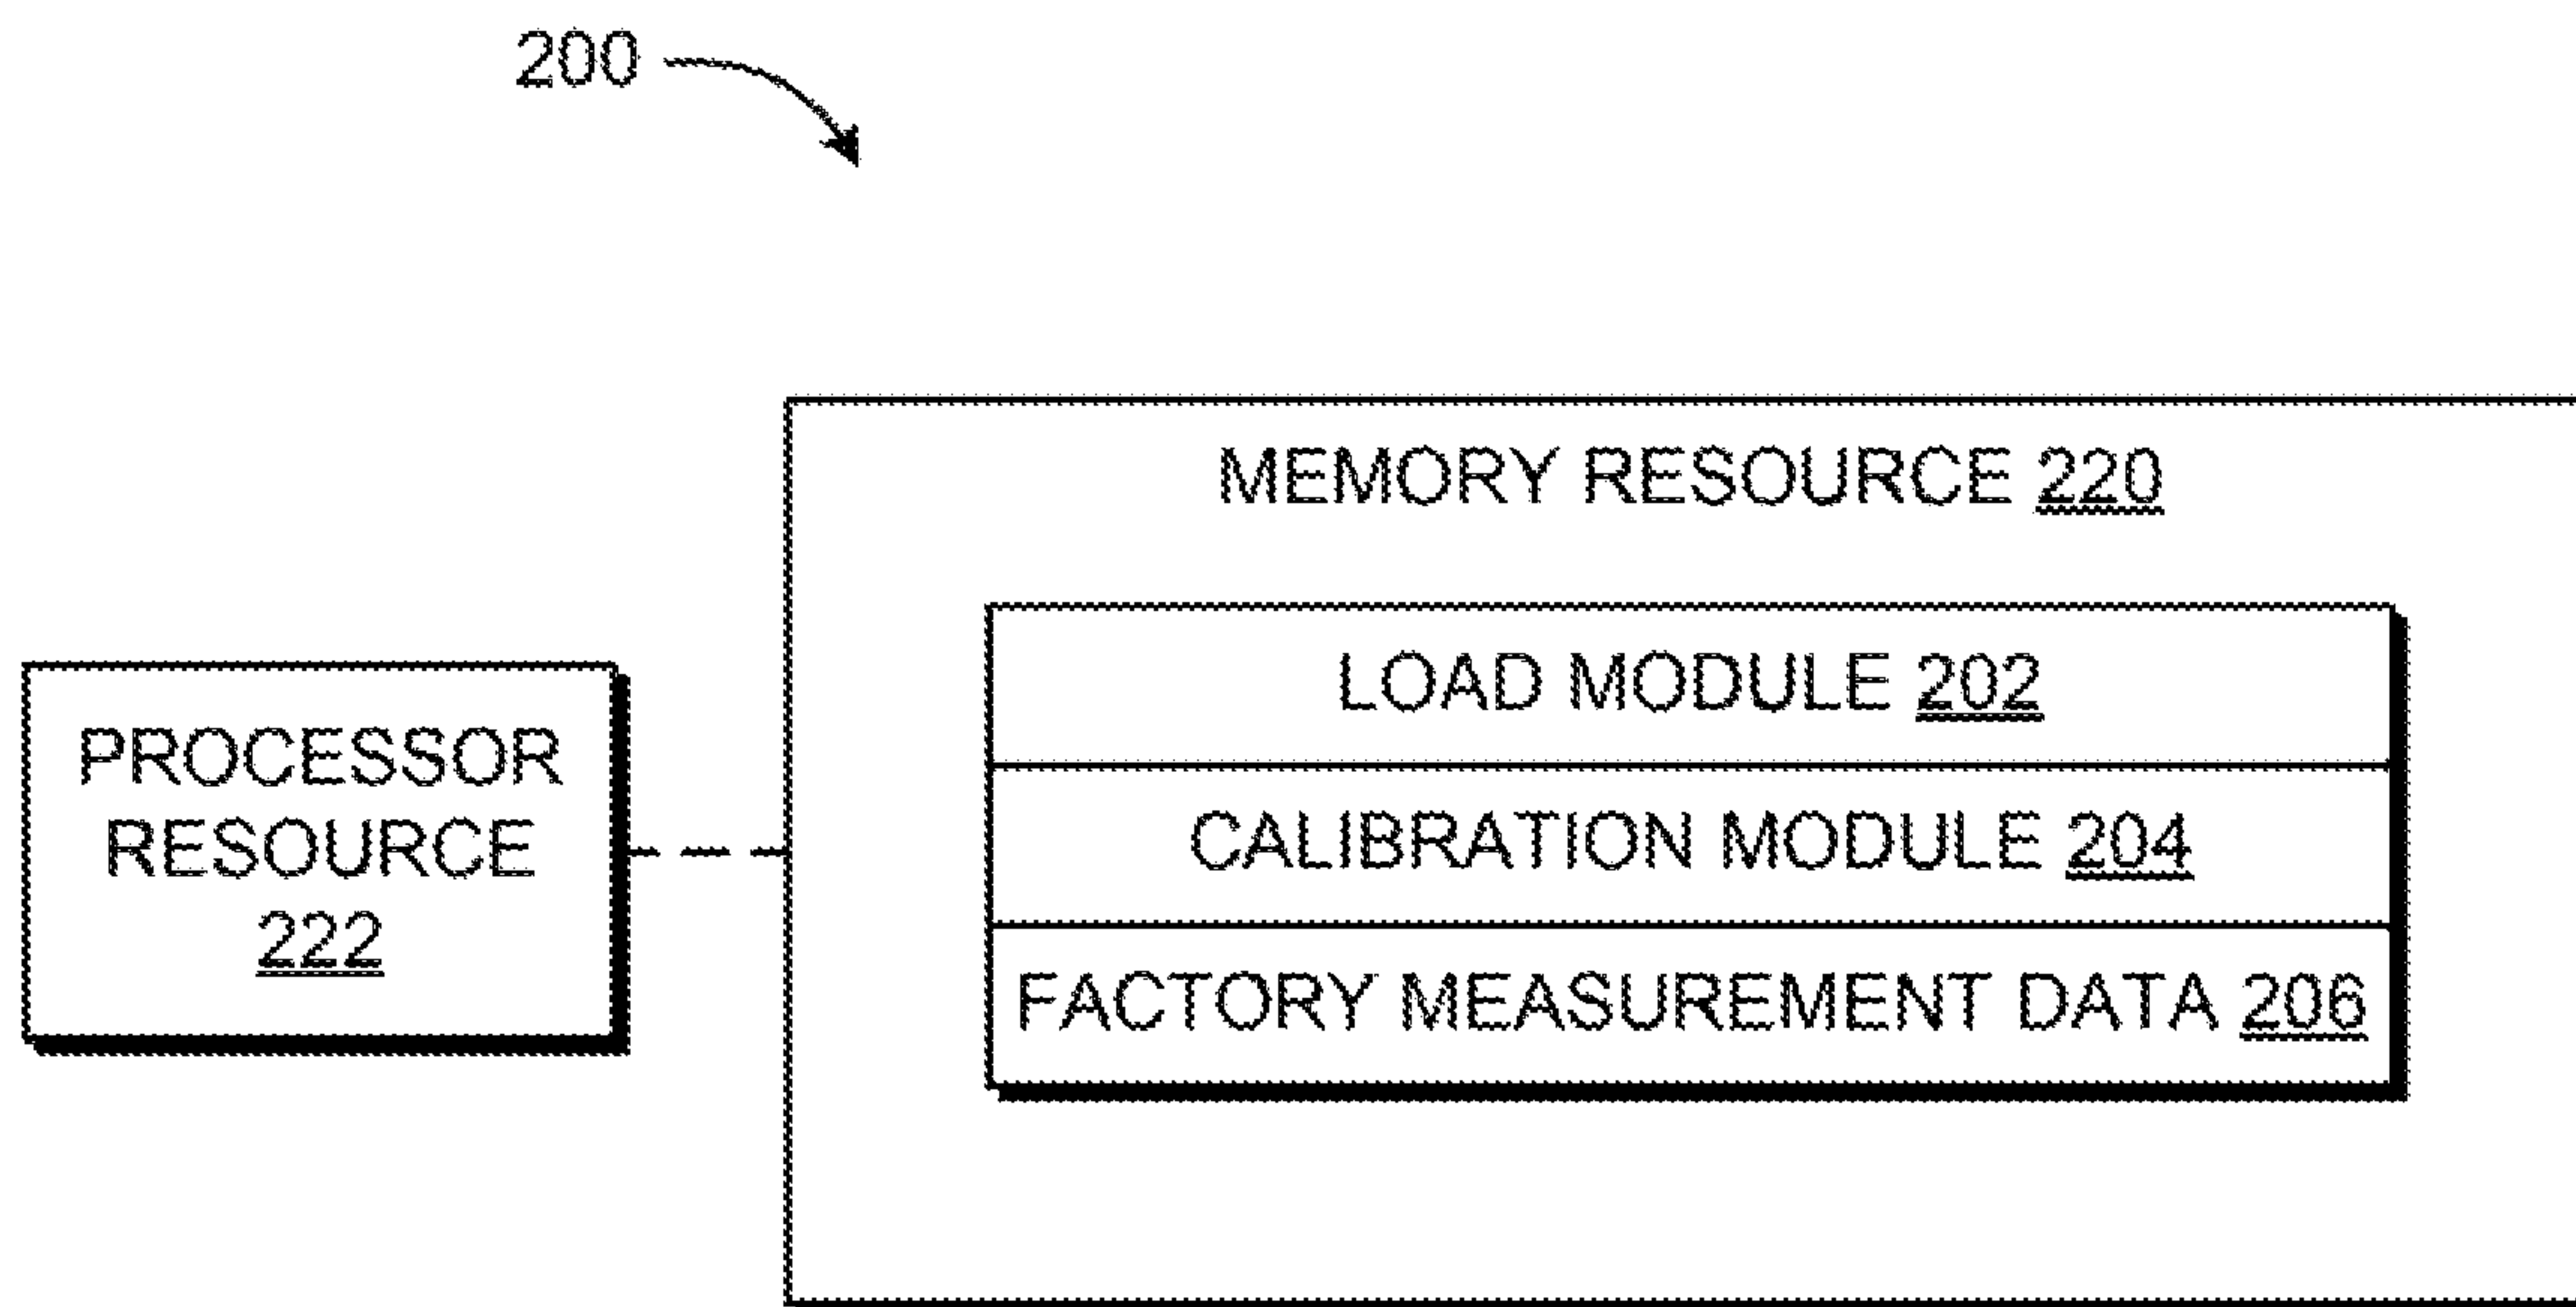 200
MEMORY RESOURCE 220
LOAD MODULE 202
CALIBRATION MODULE 204
FACTORY MEASUREMENT DATA 206
PROCESSOR
RESOURCE
222